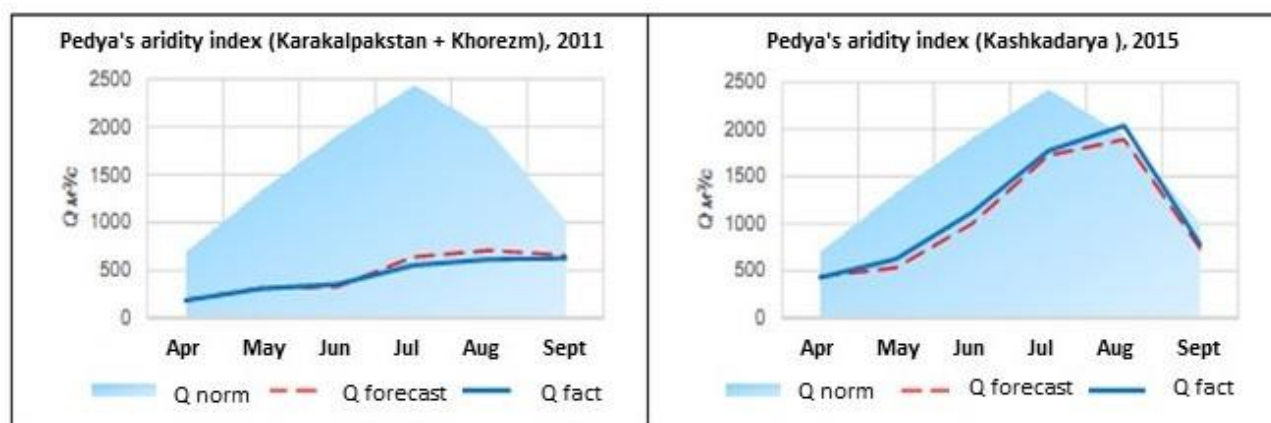 Pedya's aridity index (Karakalpakstan + Khorezm), 2011
2500
2000
1500
1000
500
0
Q м³/с
Apr May Jun Jul Aug Sept
Q norm Q forecast Q fact
Pedya's aridity index (Kashkadarya ), 2015
2500
2000
1500
1000
500
0
Q м³/с
Apr May Jun Jul Aug Sept
Q norm Q forecast Q fact